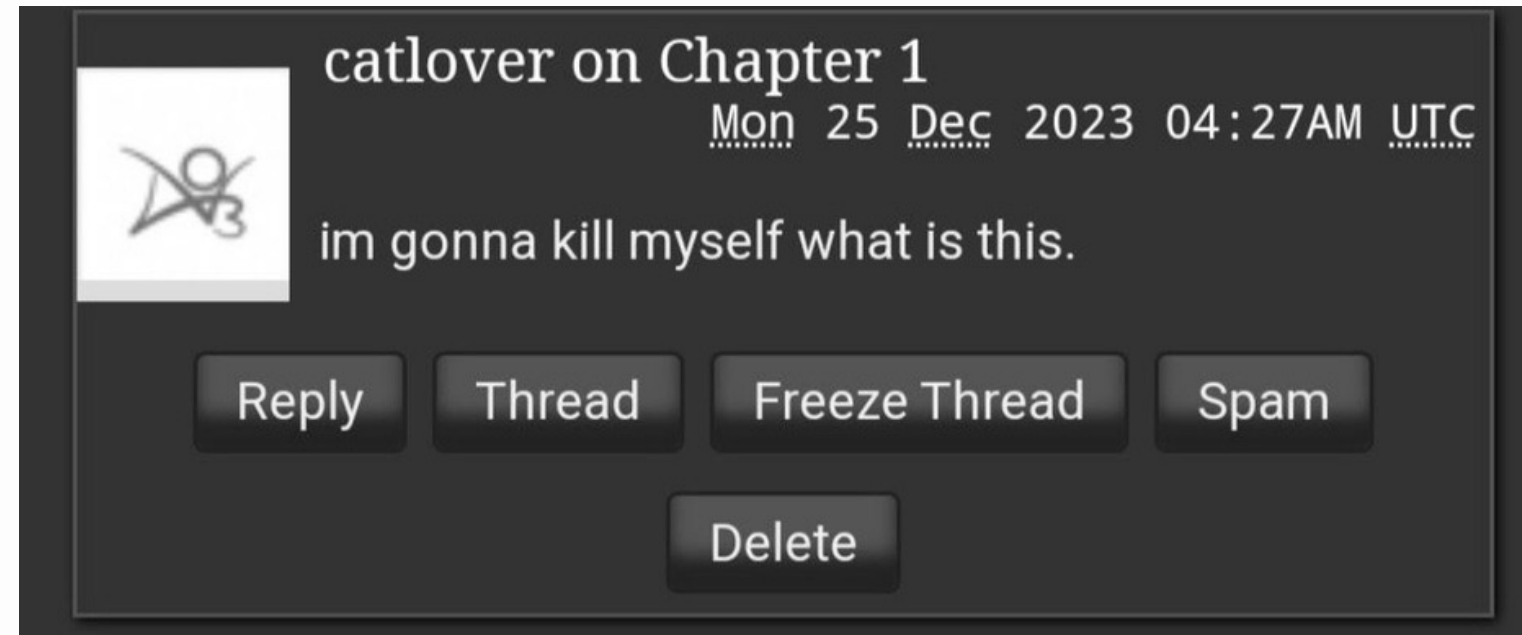 catlover on Chapter 1
Mon 25 Dec 2023 04:27AM UTC
im gonna kill myself what is this.
Reply Thread Freeze Thread Spam
Delete